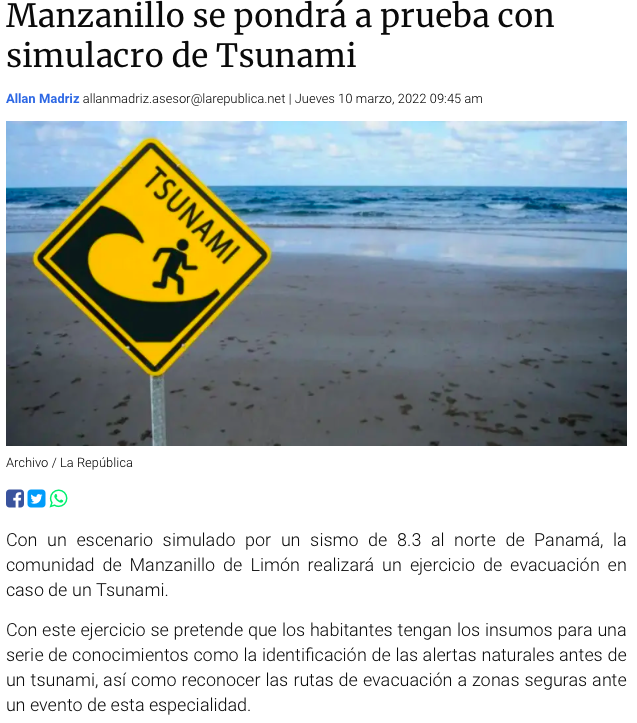 Manzanillo se pondrá a prueba con
simulacro de Tsunami
Allan Madriz allanmadriz.asesor@larepublica.net | Jueves 10 marzo, 2022 09:45 am
TSUNAMI
Archivo / La República
Con un escenario simulado por un sismo de 8.3 al norte de Panamá, la
comunidad de Manzanillo de Limón realizará un ejercicio de evacuación en
caso de un Tsunami.
Con este ejercicio se pretende que los habitantes tengan los insumos para una
serie de conocimientos como la identificación de las alertas naturales antes de
un tsunami, así como reconocer las rutas de evacuación a zonas seguras ante
un evento de esta especialidad.